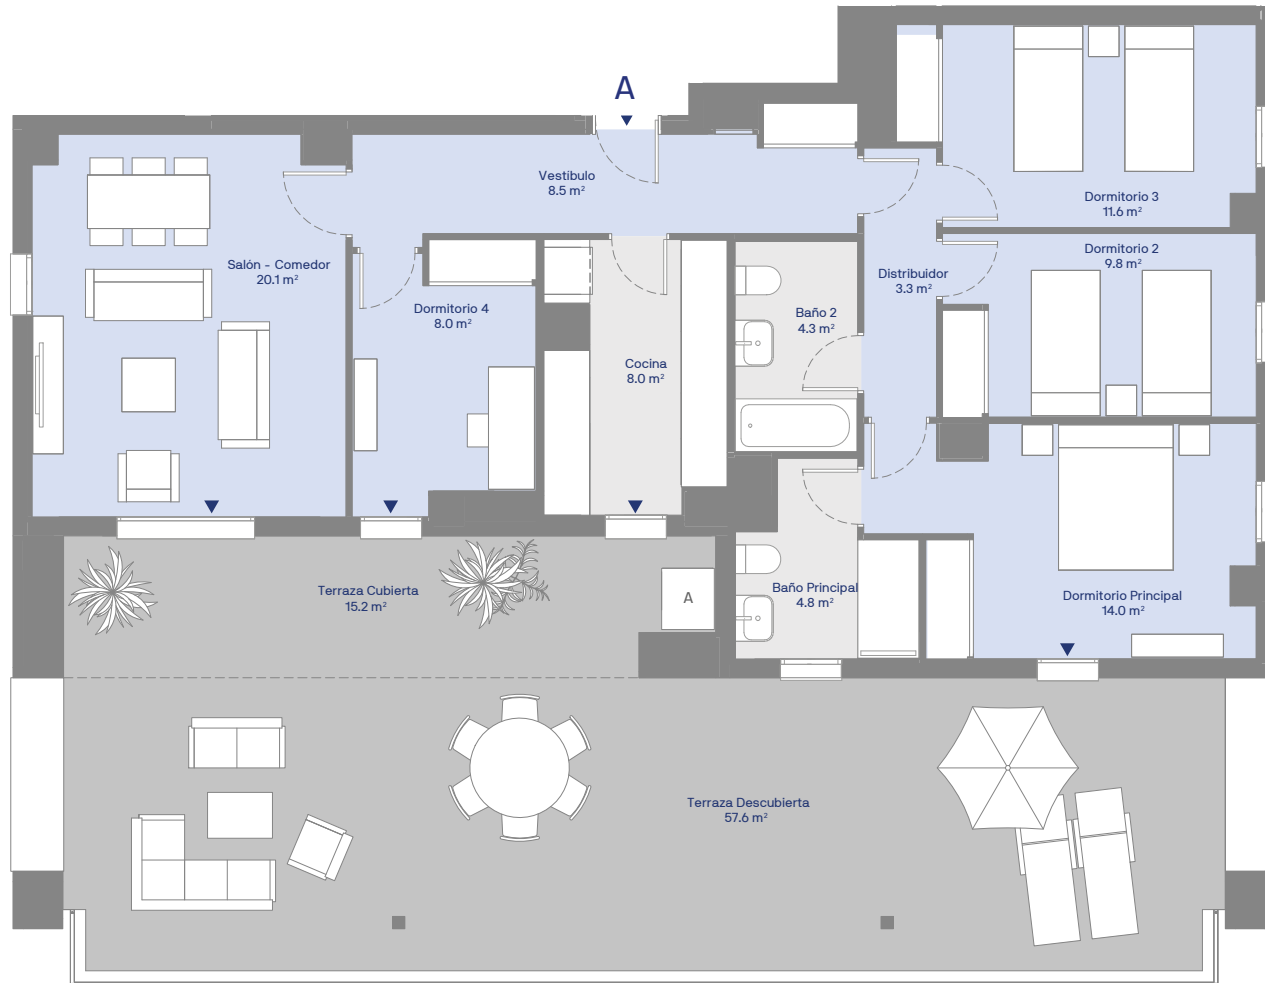 A
Vestíbulo
8.5 m²
Dormitorio 3
11.6 m²
Salón - Comedor
20.1 m²
Dormitorio 4
8.0 m²
Cocina
8.0 m²
Baño 2
4.3 m²
Distribuidor
3.3 m²
Dormitorio 2
9.8 m²
Terraza Cubierta
15.2 m²
A
Baño Principal
4.8 m²
Dormitorio Principal
14.0 m²
Terraza Descubierta
57.6 m²